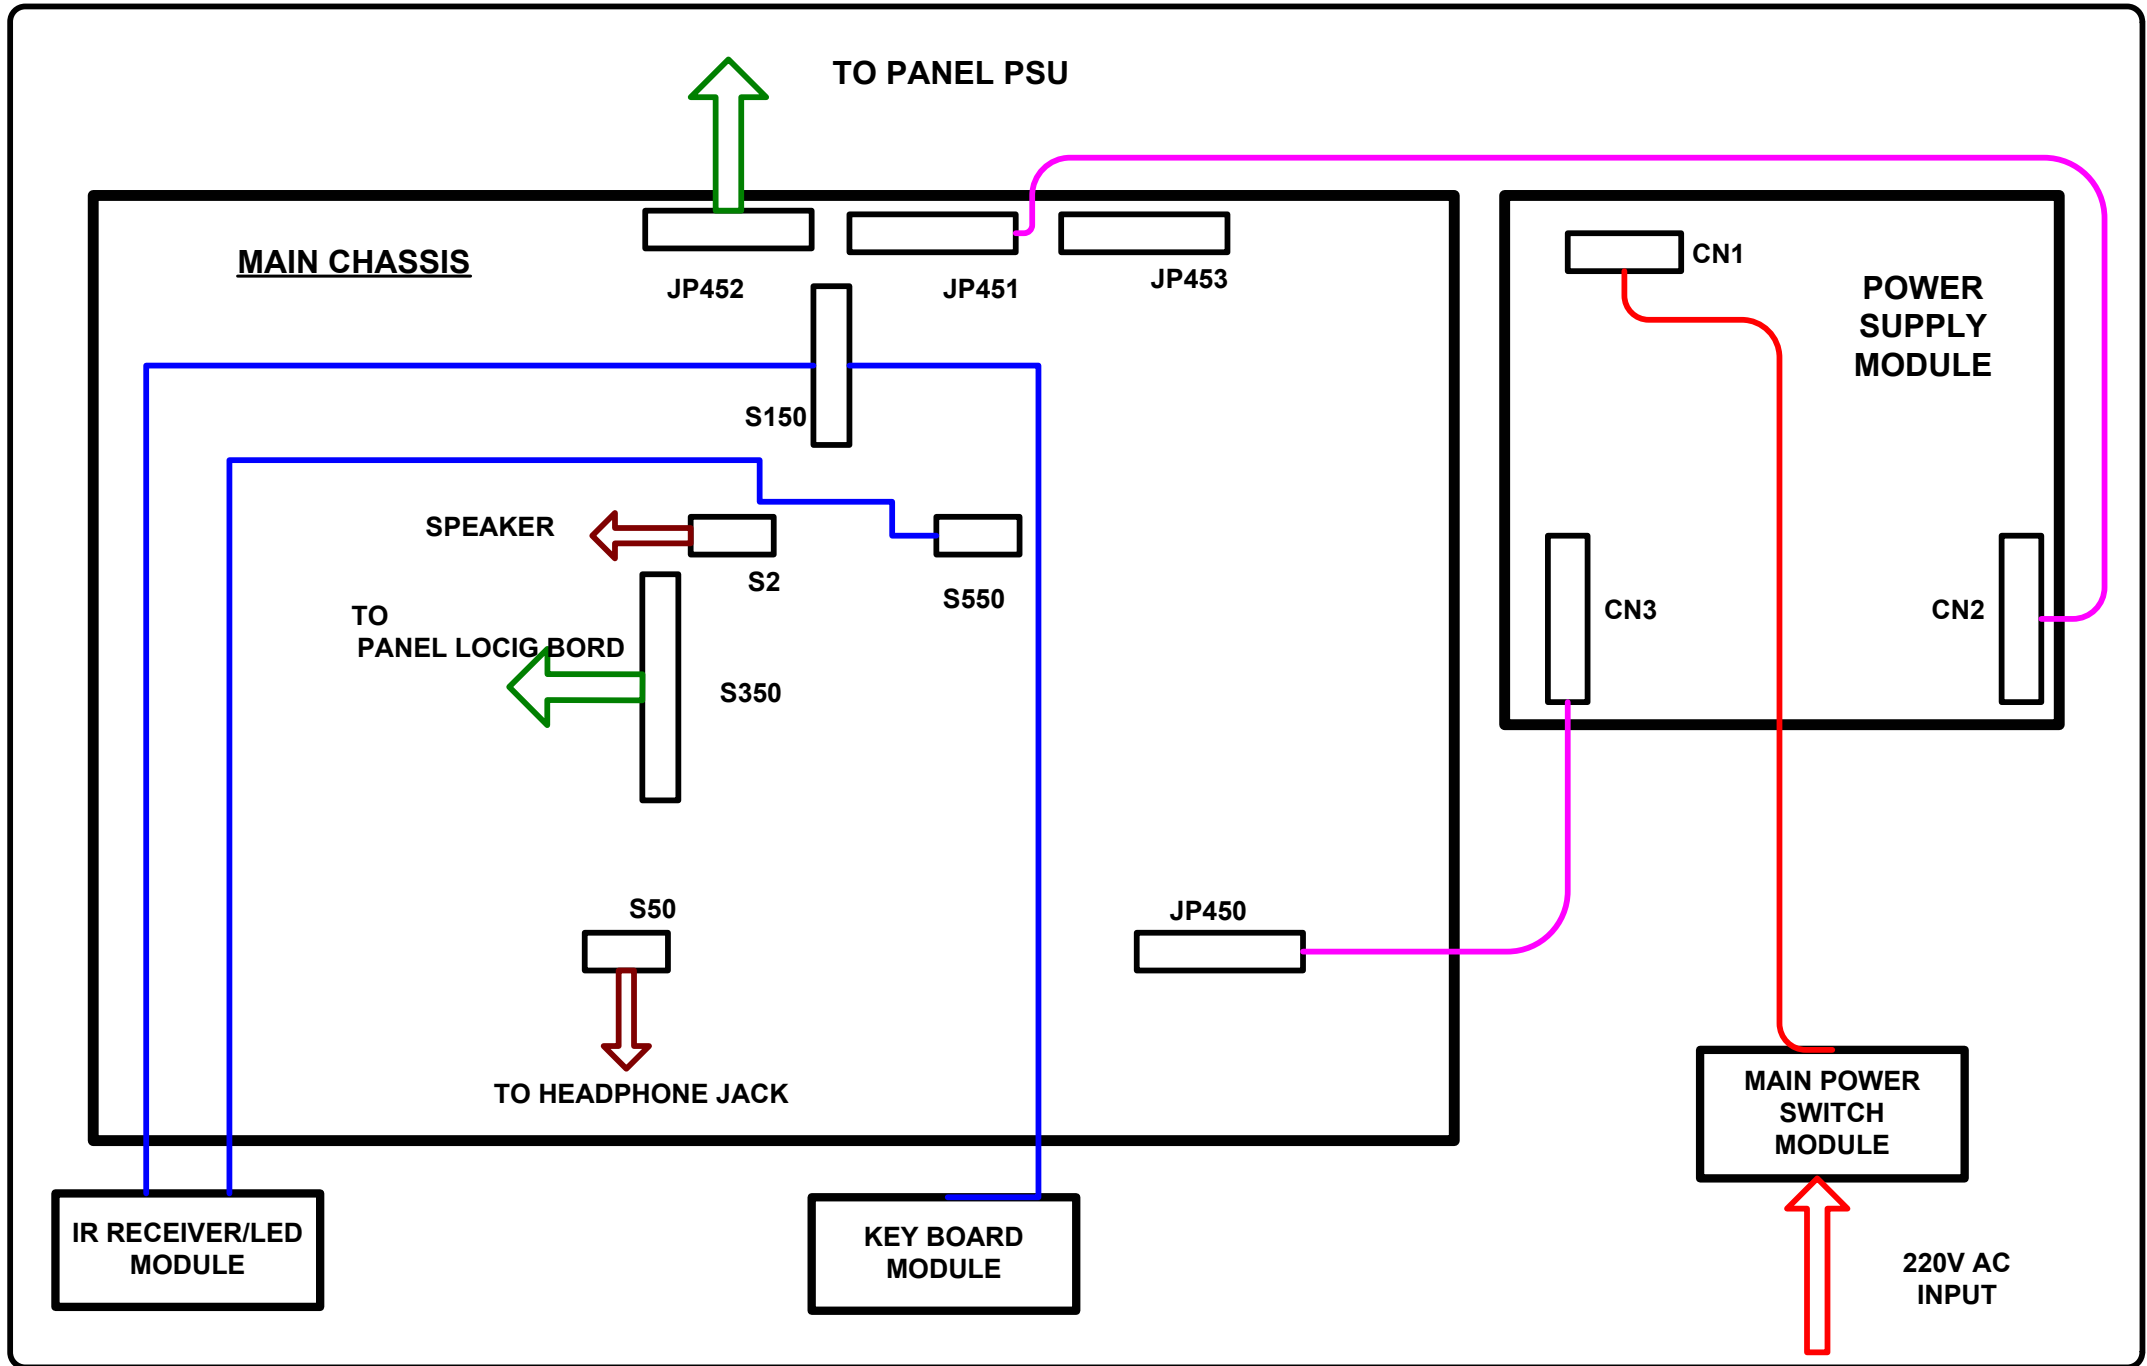 TO PANEL PSU
MAIN CHASSIS
JP452
JP451
JP453
CN1
POWER
SUPPLY
MODULE
S150
SPEAKER
S2
S550
TO
PANEL LOCIG BORD
S350
CN3
CN2
S50
JP450
TO HEADPHONE JACK
MAIN POWER
SWITCH
MODULE
IR RECEIVER/LED
MODULE
KEY BOARD
MODULE
220V AC
INPUT